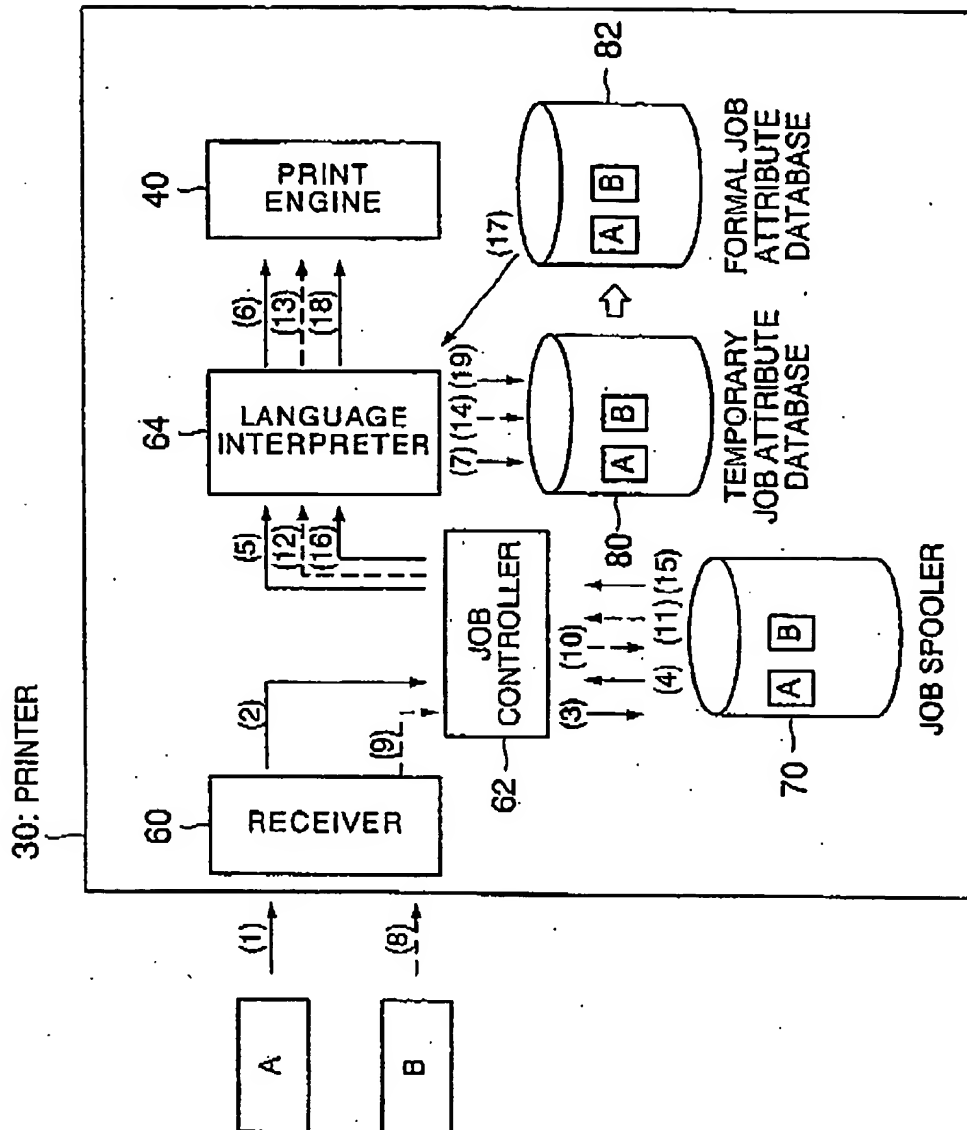 30: PRINTER
A
(1)
B
(8)
60
RECEIVER
(2)
(9)
62
JOB
CONTROLLER
(3)
(4)
(10)
(11)
(15)
70
A
B
JOB SPOOLER
(5)
(12)
(16)
64
LANGUAGE
INTERPRETER
(7)
(14)
(19)
80
A
B
TEMPORARY
JOB ATTRIBUTE
DATABASE
(6)
(13)
(18)
40
PRINT
ENGINE
(17)
82
A
B
FORMAL JOB
ATTRIBUTE
DATABASE